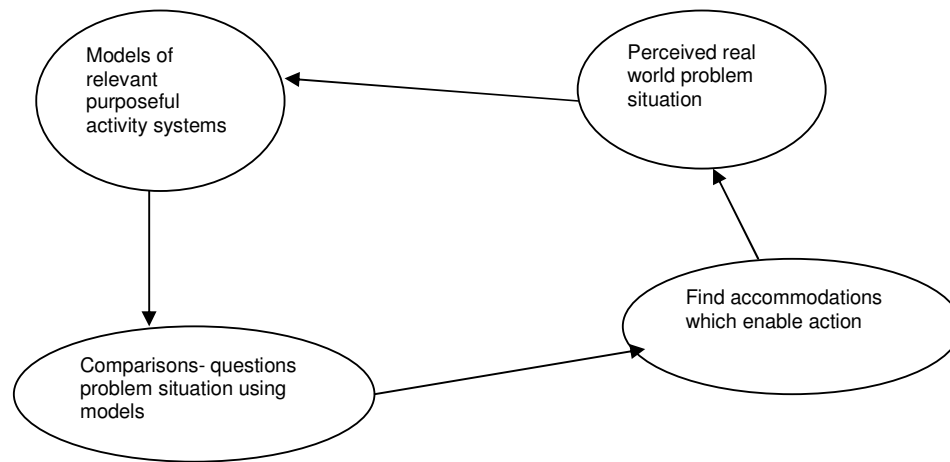 Models of
relevant
purposeful
activity systems
Perceived real
world problem
situation
Find accommodations
which enable action
Comparisons- questions
problem situation using
models